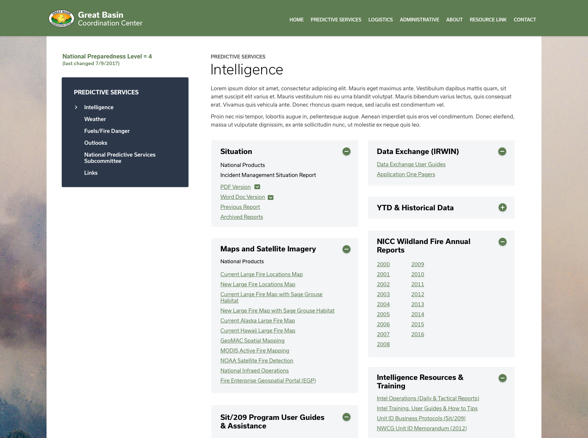 Great Basin
Coordination Center
HOME PREDICTIVE SERVICES LOGISTICS ADMINISTRATIVE ABOUT RESOURCE LINK CONTACT
National Preparedness Level = 4
(last changed 7/9/2017)
PREDICTIVE SERVICES
Intelligence
Weather
Fuels/Fire Danger
Outlooks
National Predictive Services
Subcommittee
Links
PREDICTIVE SERVICES
Intelligence
Lorem ipsum dolor sit amet, consectetur adipiscing elit. Mauris eget maximus ante. Vestibulum dapibus mattis quam, sit
amet suscipit elit varius et. Mauris vestibulum nisi eu urna blandit volutpat. Mauris bibendum varius lectus, quis consequat
erat. Vivamus quis vehicula ante. Donec rhoncus quam neque, sed iaculis est condimentum vel.
Proin nec nisi tempor, lobortis augue in, pellentesque augue. Aenean imperdiet quis eros vel condimentum. Donec eleifend,
massa ut vulputate dignissim, ex ante sollicitudin nunc, ut molestie ex neque quis leo.
Situation
National Products
Incident Management Situation Report
PDF Version
Word Doc Version
Previous Report
Archived Reports
Maps and Satellite Imagery
National Products
Current Large Fire Locations Map
New Large Fire Locations Map
Current Large Fire Map with Sage Grouse
Habitat
New Large Fire Map with Sage Grouse Habitat
Current Alaska Large Fire Map
Current Hawaii Large Fire Map
GeoMAC Spatial Mapping
MODIS Active Fire Mapping
NOAA Satellite Fire Detection
National Infraed Operations
Fire Enterprise Geospatial Portal (EGP)
Sit/209 Program User Guides
& Assistance
Data Exchange (IRWIN)
Data Exchange User Guides
Application One Pagers
YTD & Historical Data
NICC Wildland Fire Annual
Reports
2000 2009
2001 2010
2002 2011
2003 2012
2004 2013
2005 2014
2006 2015
2007 2016
2008
Intelligence Resources &
Training
Intel Operations (Daily & Tactical Reports)
Intel Training, User Guides & How to Tips
Unit ID Business Protocols (Sit/209)
NWCG Unit ID Memorandum (2012)